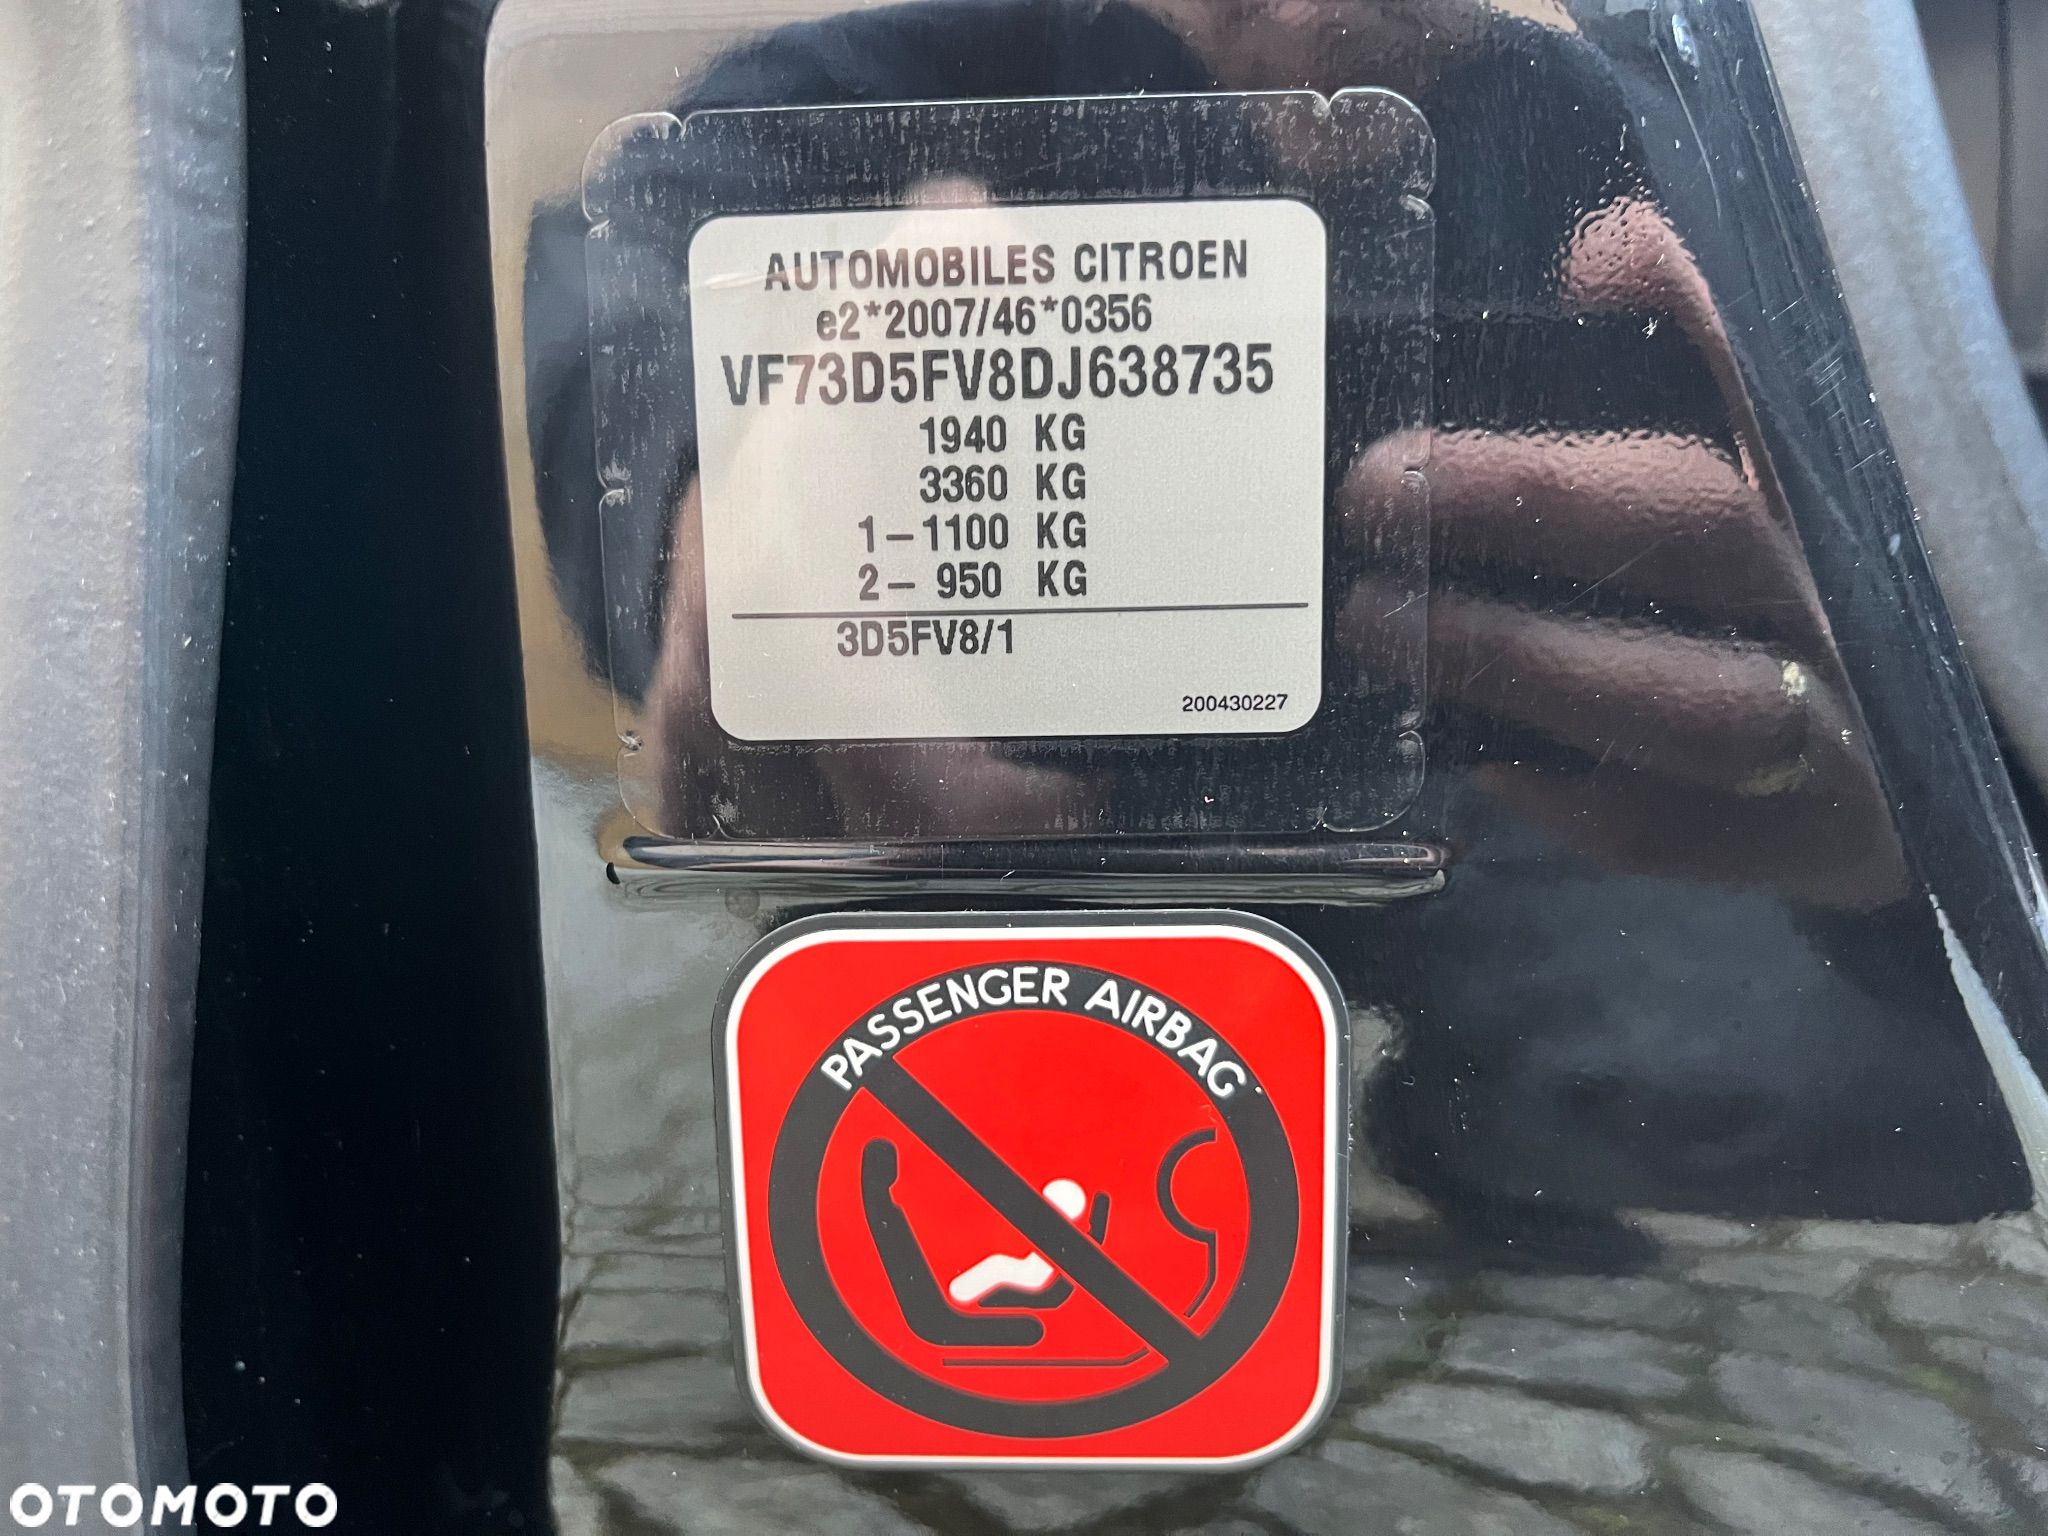 AUTOMOBILES CITROEN
e2*2007/46*0356
VF73D5FV8DJ638735
1940 KG
3360 KG
1-1100 KG
2- 950 KG
3D5FV8/1
200430227
PASSENGER AIRBAG
OTOMOTO